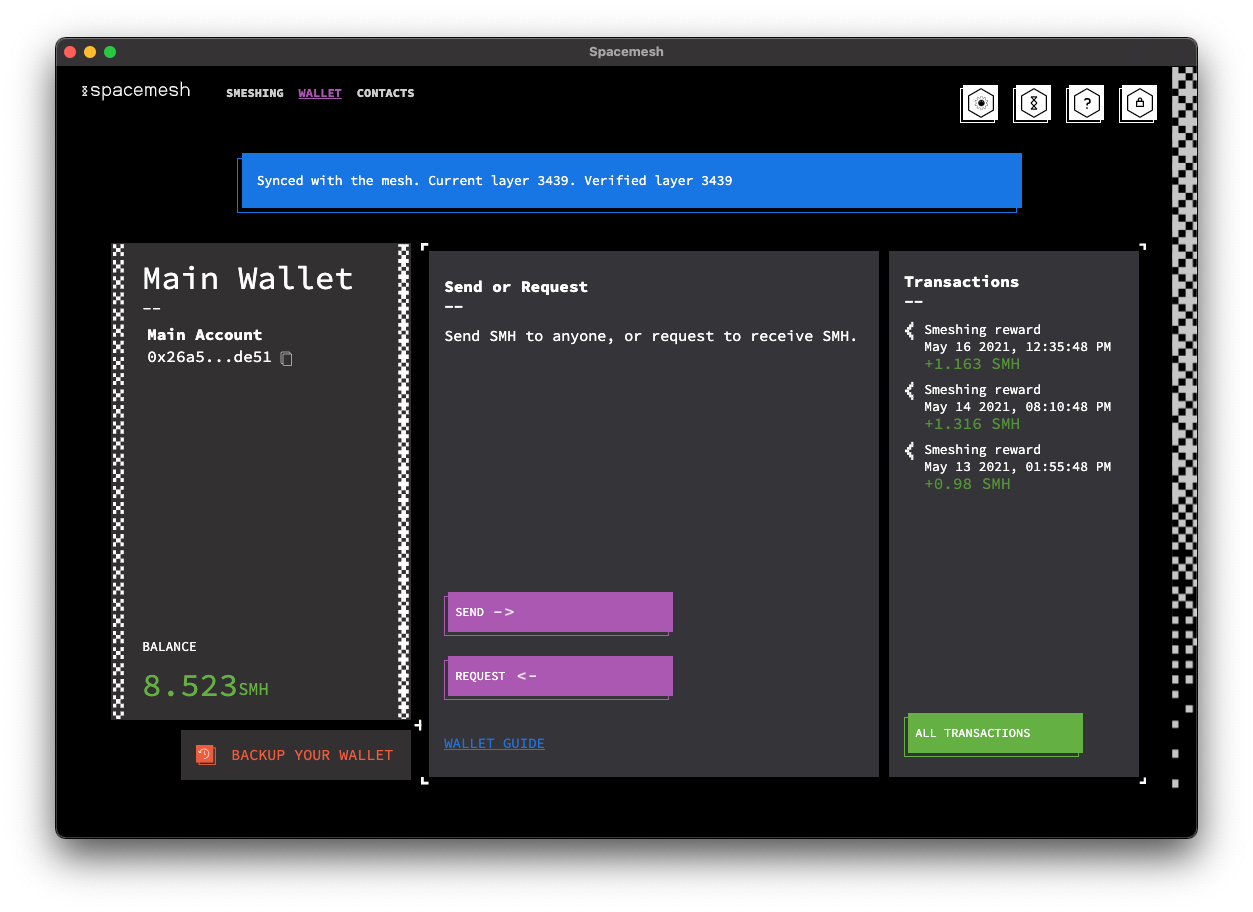 Spacemesh
spacemesh
SMESHING WALLET CONTACTS
?
Synced with the mesh. Current layer 3439. Verified layer 3439
Main Wallet
--
Main Account
0x26a5...de51
BALANCE
8.523SMH
BACKUP YOUR WALLET
Send or Request
--
Send SMH to anyone, or request to receive SMH.
SEND ->
REQUEST <-
WALLET GUIDE
Transactions
--
Smeshing reward
May 16 2021, 12:35:48 PM
+1.163 SMH
Smeshing reward
May 14 2021, 08:10:48 PM
+1.316 SMH
Smeshing reward
May 13 2021, 01:55:48 PM
+0.98 SMH
ALL TRANSACTIONS